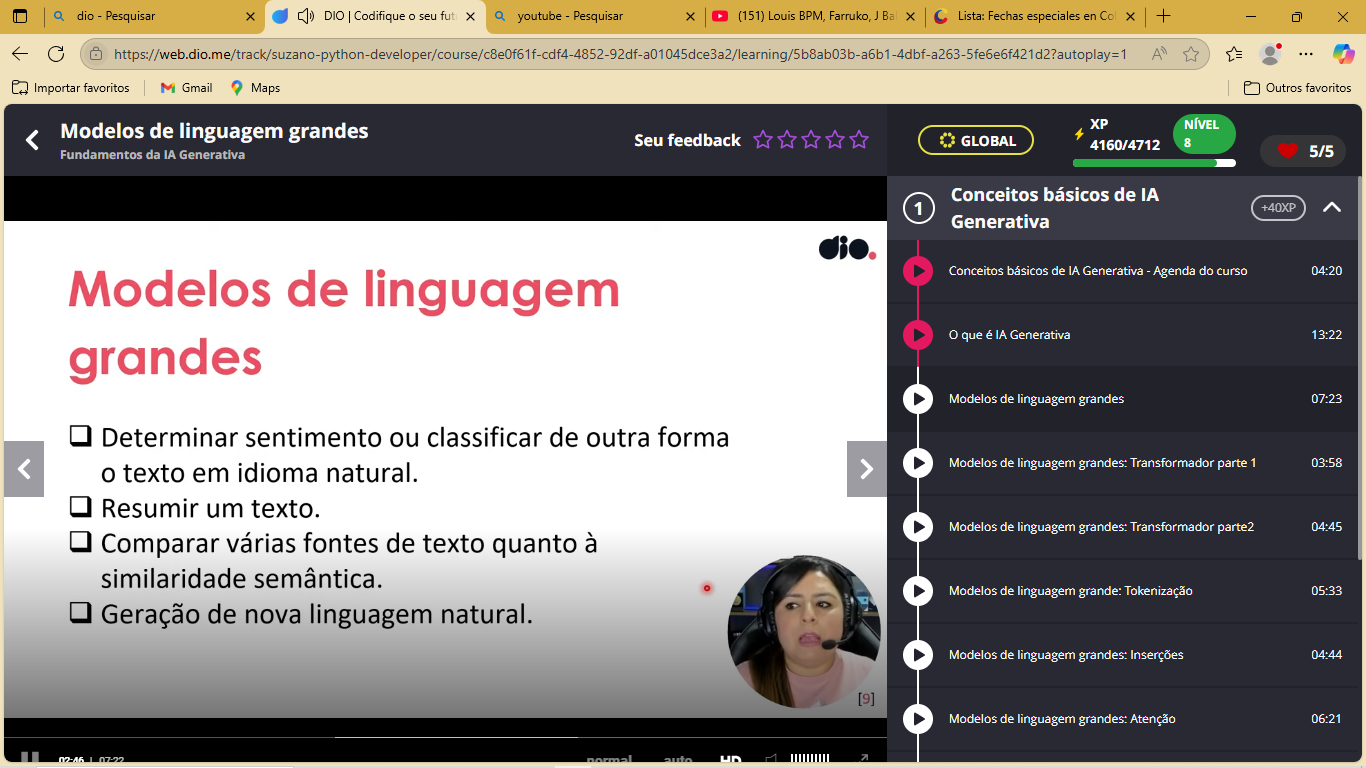 dio - Pesquisar
DIO | Codifique o seu fut
youtube - Pesquisar
(151) Louis BPM, Farruko, J Ba
Lista: Fechas especiales en Co
https://web.dio.me/track/suzano-python-developer/course/c8e0f61f-cdf4-4852-92df-a01045dce3a2/learning/5b8ab03b-a6b1-4dbf-a263-5fe6e6f421d2?autoplay=1
Importar favoritos
Gmail
Maps
Outros favoritos
Modelos de linguagem grandes
Fundamentos da IA Generativa
Seu feedback
GLOBAL
XP
4160/4712
NÍVEL
8
5/5
dio.
Modelos de linguagem
grandes
Determinar sentimento ou classificar de outra forma
o texto em idioma natural.
Resumir um texto.
Comparar várias fontes de texto quanto à
similaridade semântica.
Geração de nova linguagem natural.
[9]
02:46 | 07:22
normal
auto
HD
1
Conceitos básicos de IA
Generativa
+40XP
Conceitos básicos de IA Generativa - Agenda do curso 04:20
O que é IA Generativa 13:22
Modelos de linguagem grandes 07:23
Modelos de linguagem grandes: Transformador parte 1 03:58
Modelos de linguagem grandes: Transformador parte2 04:45
Modelos de linguagem grande: Tokenização 05:33
Modelos de linguagem grandes: Inserções 04:44
Modelos de linguagem grandes: Atenção 06:21